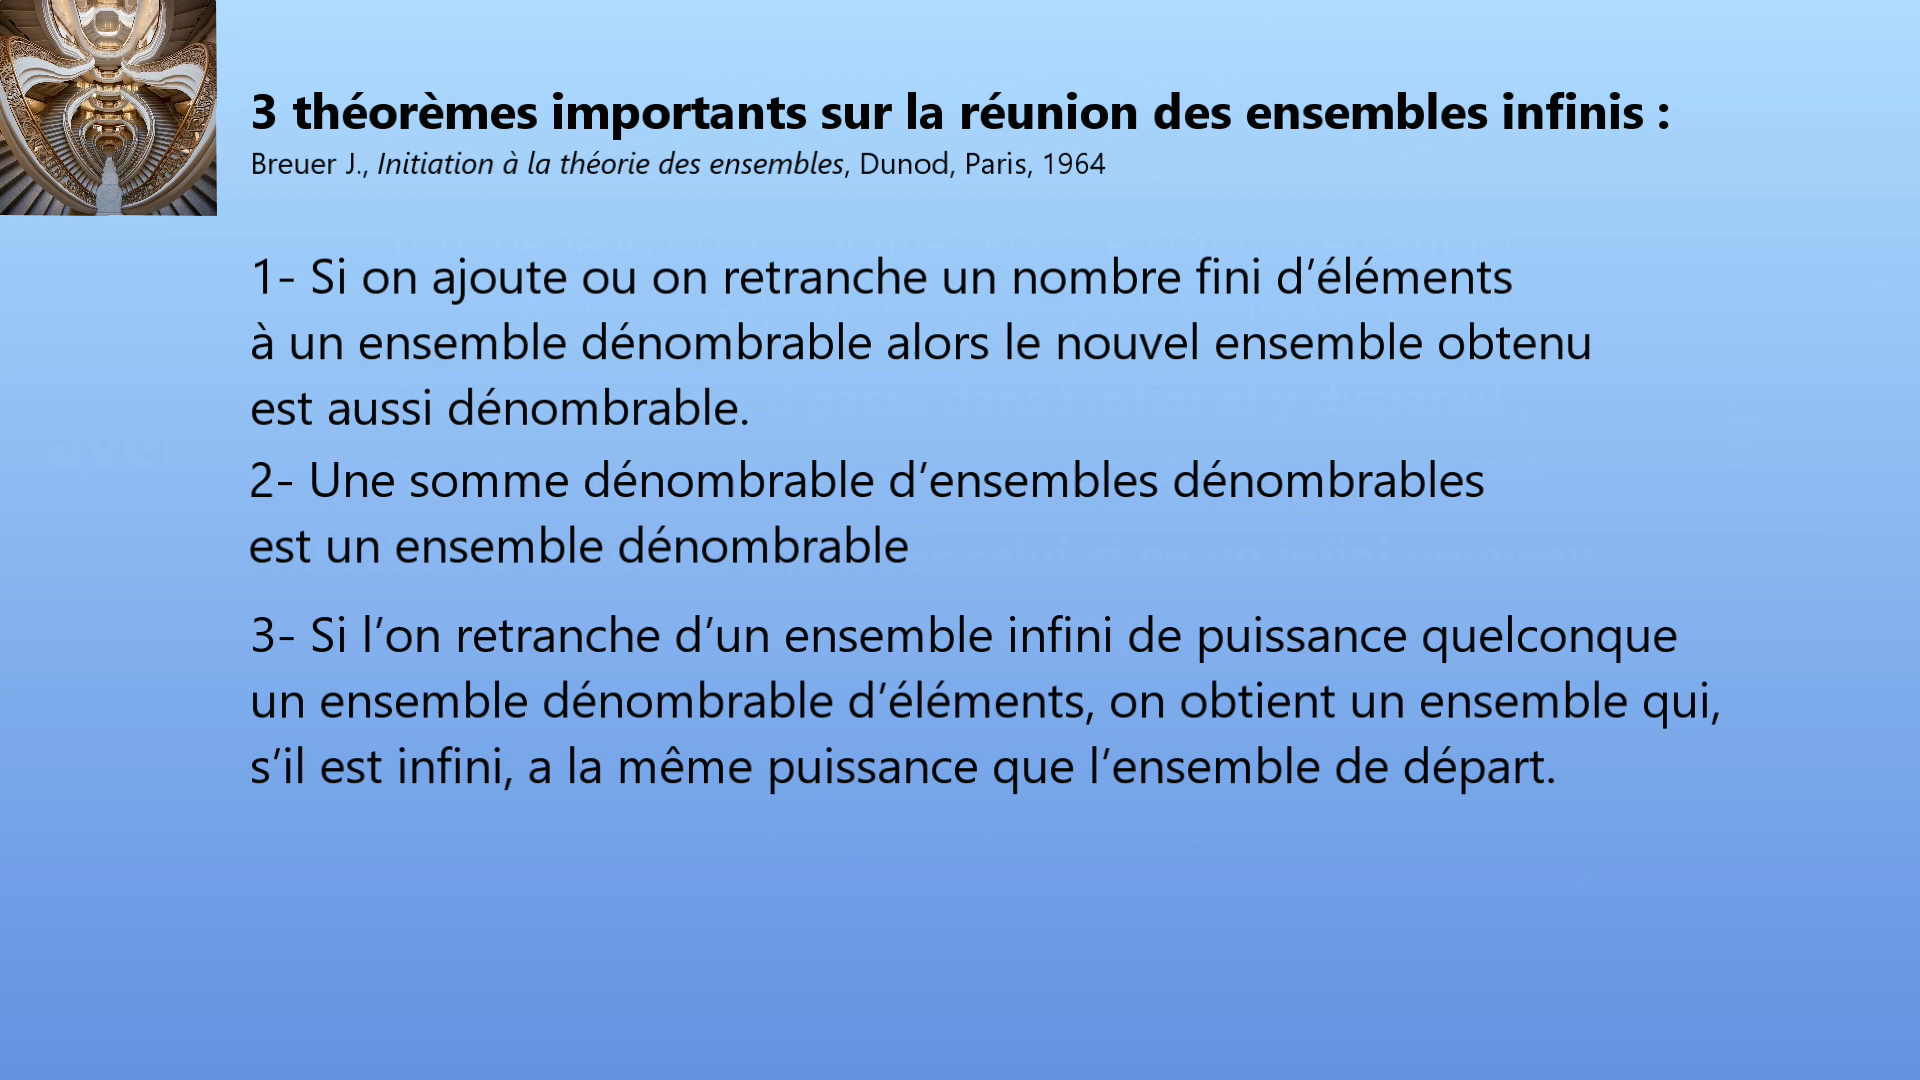 3 théorèmes importants sur la réunion des ensembles infinis :
Breuer J., Initiation à la théorie des ensembles, Dunod, Paris, 1964
1- Si on ajoute ou on retranche un nombre fini d’éléments
à un ensemble dénombrable alors le nouvel ensemble obtenu
est aussi dénombrable.
2- Une somme dénombrable d’ensembles dénombrables
est un ensemble dénombrable
3- Si l’on retranche d’un ensemble infini de puissance quelconque
un ensemble dénombrable d’éléments, on obtient un ensemble qui,
s’il est infini, a la même puissance que l’ensemble de départ.